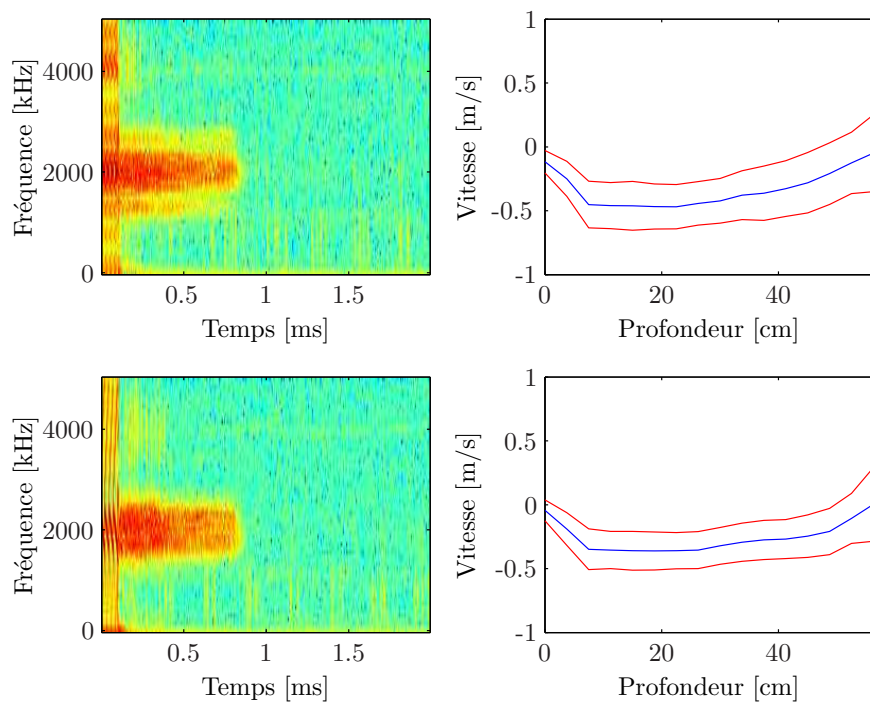 4000
2000
0
Fréquence [kHz]
0.5 1 1.5
Temps [ms]
1
0.5
0
-0.5
-1
Vitesse [m/s]
0 20 40
Profondeur [cm]
4000
2000
0
Fréquence [kHz]
0.5 1 1.5
Temps [ms]
1
0.5
0
-0.5
-1
Vitesse [m/s]
0 20 40
Profondeur [cm]